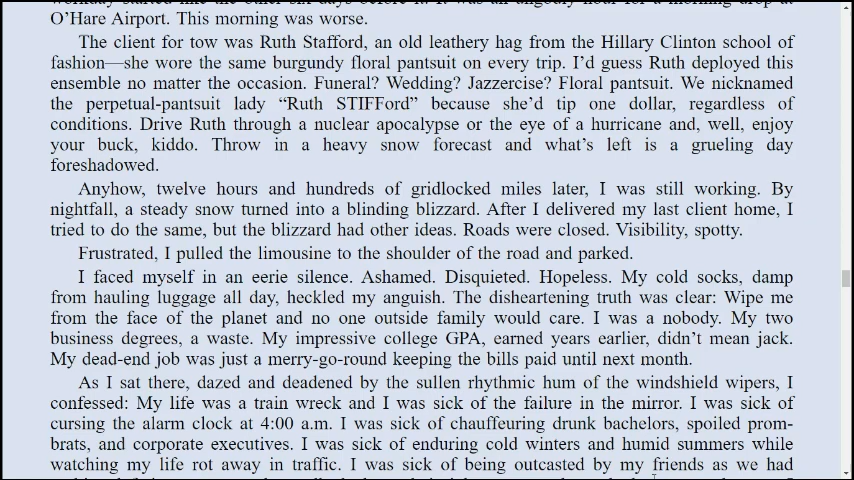 O'Hare Airport. This morning was worse.
The client for tow was Ruth Stafford, an old leathery hag from the Hillary Clinton school of
fashion—she wore the same burgundy floral pantsuit on every trip. I'd guess Ruth deployed this
ensemble no matter the occasion. Funeral? Wedding? Jazzercise? Floral pantsuit. We nicknamed
the perpetual-pantsuit lady “Ruth STIFFord” because she'd tip one dollar, regardless of
conditions. Drive Ruth through a nuclear apocalypse or the eye of a hurricane and, well, enjoy
your buck, kiddo. Throw in a heavy snow forecast and what's left is a grueling day
foreshadowed.
Anyhow, twelve hours and hundreds of gridlocked miles later, I was still working. By
nightfall, a steady snow turned into a blinding blizzard. After I delivered my last client home, I
tried to do the same, but the blizzard had other ideas. Roads were closed. Visibility, spotty.
Frustrated, I pulled the limousine to the shoulder of the road and parked.
I faced myself in an eerie silence. Ashamed. Disquieted. Hopeless. My cold socks, damp
from hauling luggage all day, heckled my anguish. The disheartening truth was clear: Wipe me
from the face of the planet and no one outside family would care. I was a nobody. My two
business degrees, a waste. My impressive college GPA, earned years earlier, didn't mean jack.
My dead-end job was just a merry-go-round keeping the bills paid until next month.
As I sat there, dazed and deadened by the sullen rhythmic hum of the windshield wipers, I
confessed: My life was a train wreck and I was sick of the failure in the mirror. I was sick of
cursing the alarm clock at 4:00 a.m. I was sick of chauffeuring drunk bachelors, spoiled prom-
brats, and corporate executives. I was sick of enduring cold winters and humid summers while
watching my life rot away in traffic. I was sick of being outcasted by my friends as we had